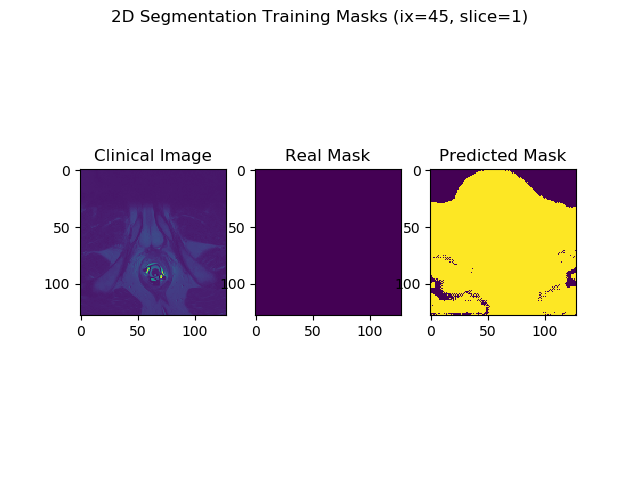 2D Segmentation Training Masks (ix=45, slice=1)
Clinical Image Real Mask Predicted Mask
0 0 0
50 50 50
100 100 100
0 50 100 0 50 100 0 50 100